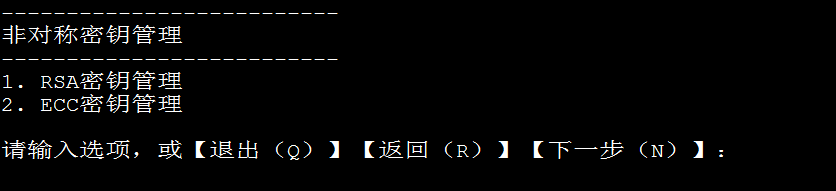 --------------------------
非对称密钥管理
--------------------------
1. RSA密钥管理
2. ECC密钥管理
请输入选项，或【退出（Q）】【返回（R）】【下一步（N）】：